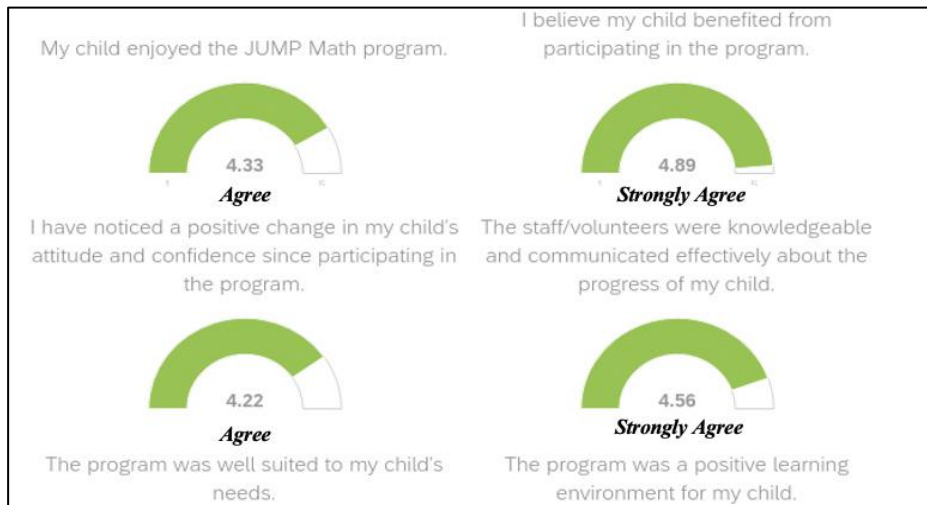 My child enjoyed the JUMP Math program.
I believe my child benefited from
participating in the program.
4.33
Agree
4.89
Strongly Agree
I have noticed a positive change in my child's
attitude and confidence since participating in
the program.
The staff/volunteers were knowledgeable
and communicated effectively about the
progress of my child.
4.22
Agree
4.56
Strongly Agree
The program was well suited to my child's
needs.
The program was a positive learning
environment for my child.